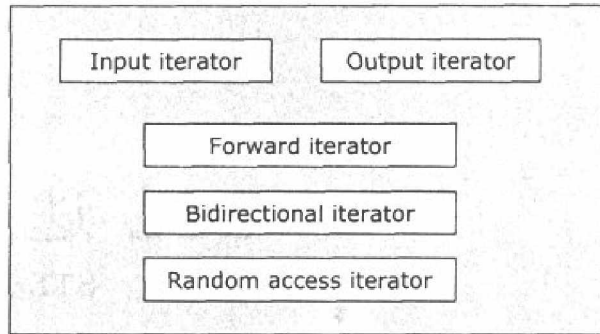 Input iterator
Output iterator
Forward iterator
Bidirectional iterator
Random access iterator